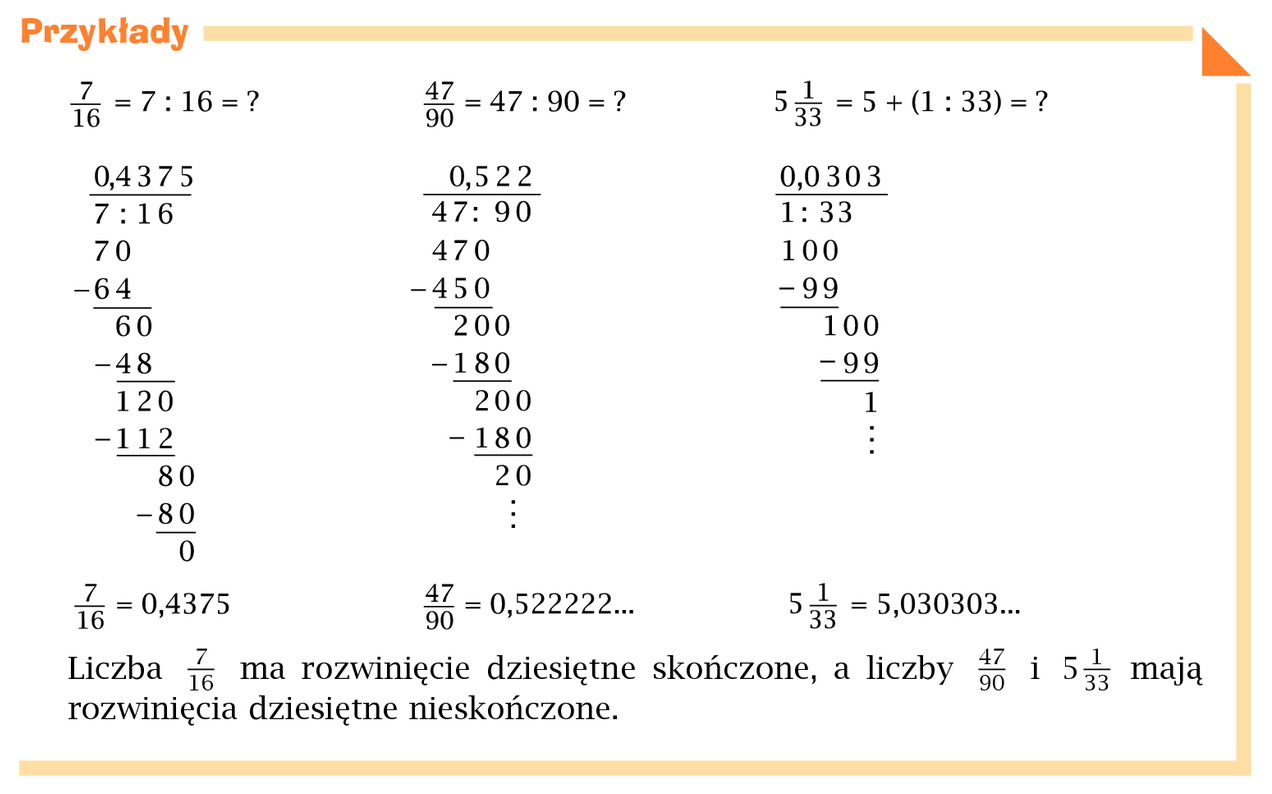 Przykłady
7/16 = 7 : 16 = ?
0,4375
7 : 16
70
−64
60
−48
120
−112
80
−80
0
7/16 = 0,4375
47/90 = 47 : 90 = ?
0,522
47: 90
470
−450
200
−180
200
−180
20
⋮
47/90 = 0,522222...
5 1/33 = 5 + (1 : 33) = ?
0,0303
1: 33
100
−99
100
−99
1
⋮
5 1/33 = 5,030303...
Liczba 7/16 ma rozwinięcie dziesiętne skończone, a liczby 47/90 i 5 1/33 mają
rozwinięcia dziesiętne nieskończone.